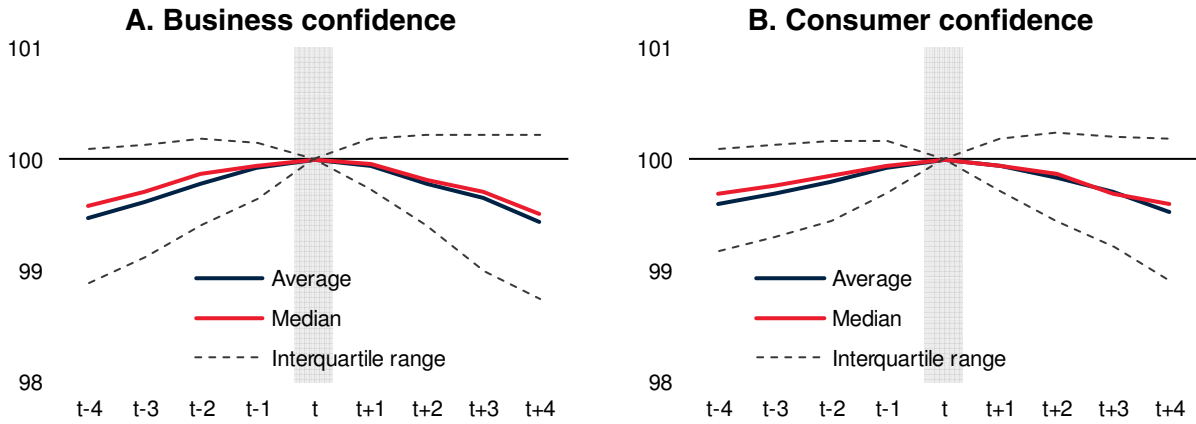 A. Business confidence
101
100
99
98
Average
Median
Interquartile range
t-4 t-3 t-2 t-1 t t+1 t+2 t+3 t+4
B. Consumer confidence
101
100
99
98
Average
Median
Interquartile range
t-4 t-3 t-2 t-1 t t+1 t+2 t+3 t+4